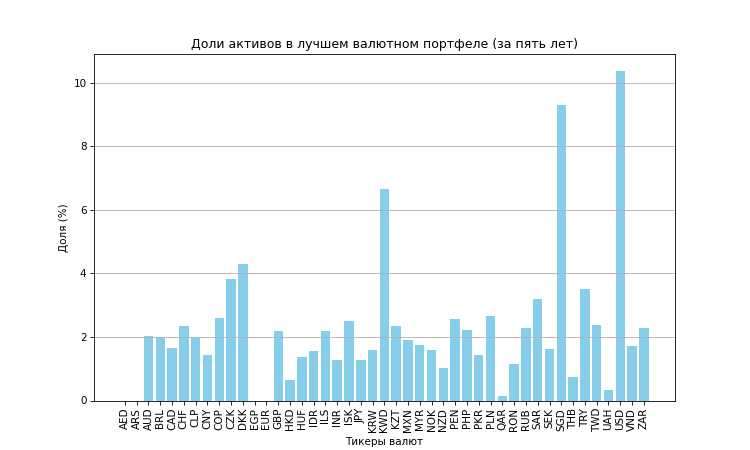 Доли активов в лучшем валютном портфеле (за пять лет)
Доля (%)
10
8
6
4
2
0
AED ARS AUD BRL CAD CHF CLP CNY COP CZK DKK EGP EUR GBP HKD HUF IDR ILS INR ISK JPY KRW KWD KZT MXN MYR NOK NZD PEN PHP PKR PLN QAR RON RUB SAR SEK SGD THB TRY TWD UAH USD VND ZAR
Тикеры валют